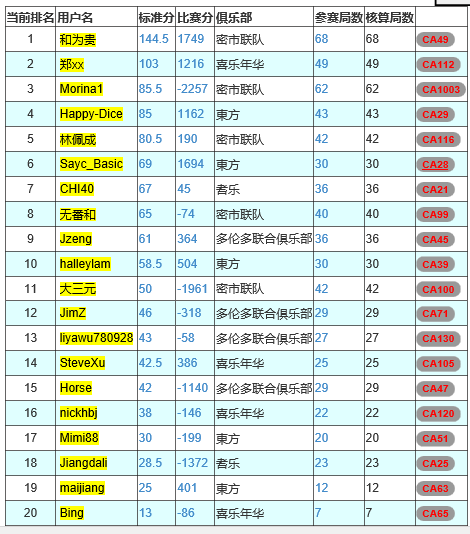 当前排名 用户名 标准分 比赛分 俱乐部 参赛局数 核算局数
1 和为贵 144.5 1749 密市联队 68 68 CA49
2 郑xx 103 1216 喜乐年华 49 49 CA112
3 Morina1 85.5 -2257 密市联队 62 62 CA1003
4 Happy-Dice 85 1162 東方 43 43 CA29
5 林佩成 80.5 190 密市联队 42 42 CA116
6 Sayc_Basic 69 1694 東方 30 30 CA28
7 CHI40 67 45 耆乐 36 36 CA21
8 无番和 65 -74 密市联队 40 40 CA99
9 Jzeng 61 364 多伦多联合俱乐部 36 36 CA45
10 halleylam 58.5 504 東方 30 30 CA39
11 大三元 50 -1961 密市联队 42 42 CA100
12 JimZ 46 -318 多伦多联合俱乐部 29 29 CA71
13 liyawu780928 43 -58 多伦多联合俱乐部 27 27 CA130
14 SteveXu 42.5 386 喜乐年华 25 25 CA105
15 Horse 42 -1140 多伦多联合俱乐部 29 29 CA47
16 nickhbj 38 -146 喜乐年华 22 22 CA120
17 Mimi88 30 -199 東方 20 20 CA51
18 Jiangdali 28.5 -1372 耆乐 23 23 CA25
19 maijiang 25 401 東方 12 12 CA63
20 Bing 13 -86 喜乐年华 7 7 CA65